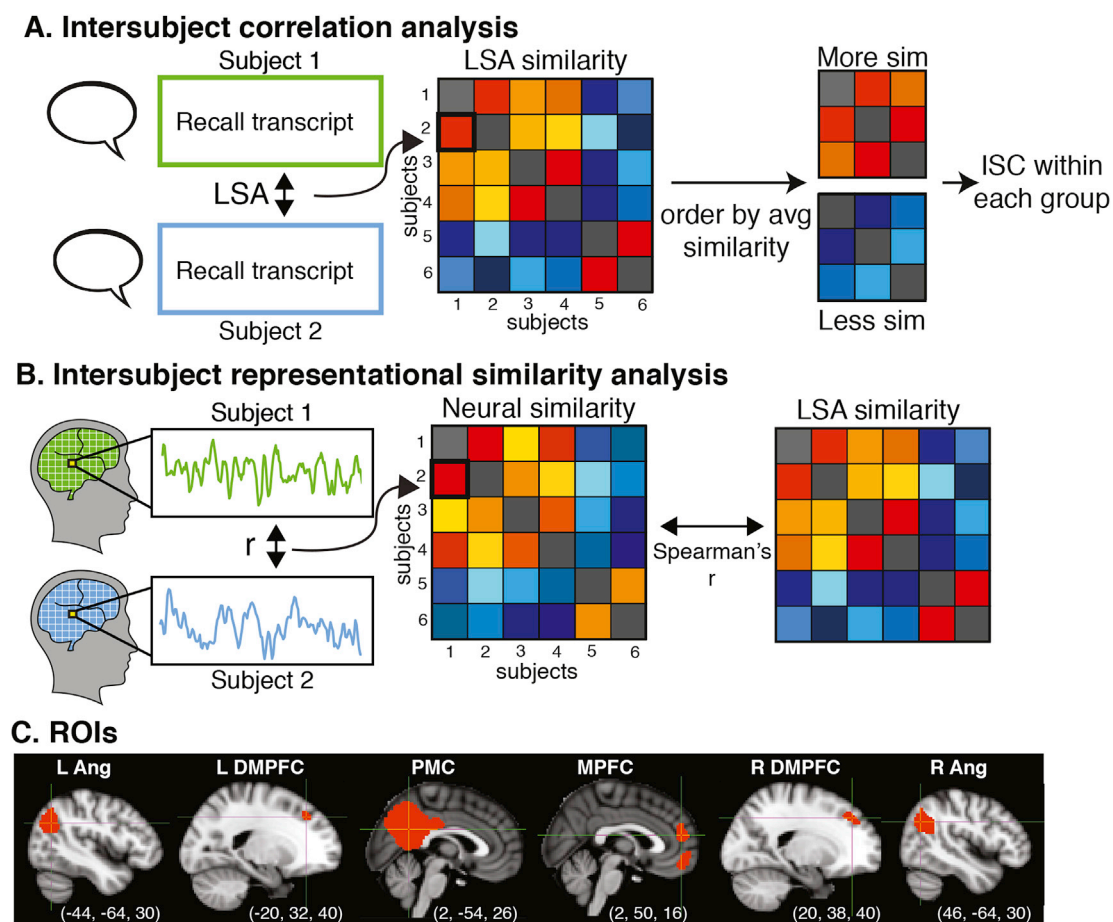 A. Intersubject correlation analysis
Subject 1
Recall transcript
LSA
Recall transcript
Subject 2
LSA similarity
1
2
3
4
5
6
subjects
1 2 3 4 5 6
subjects
order by avg
similarity
More sim
Less sim
ISC within
each group
B. Intersubject representational similarity analysis
Subject 1
r
Subject 2
Neural similarity
1
2
3
4
5
6
subjects
1 2 3 4 5 6
subjects
Spearman's
r
LSA similarity
C. ROIs
L Ang L DMPFC PMC MPFC R DMPFC R Ang
(-44, -64, 30) (-20, 32, 40) (2, -54, 26) (2, 50, 16) (20, 38, 40) (46, -64, 30)